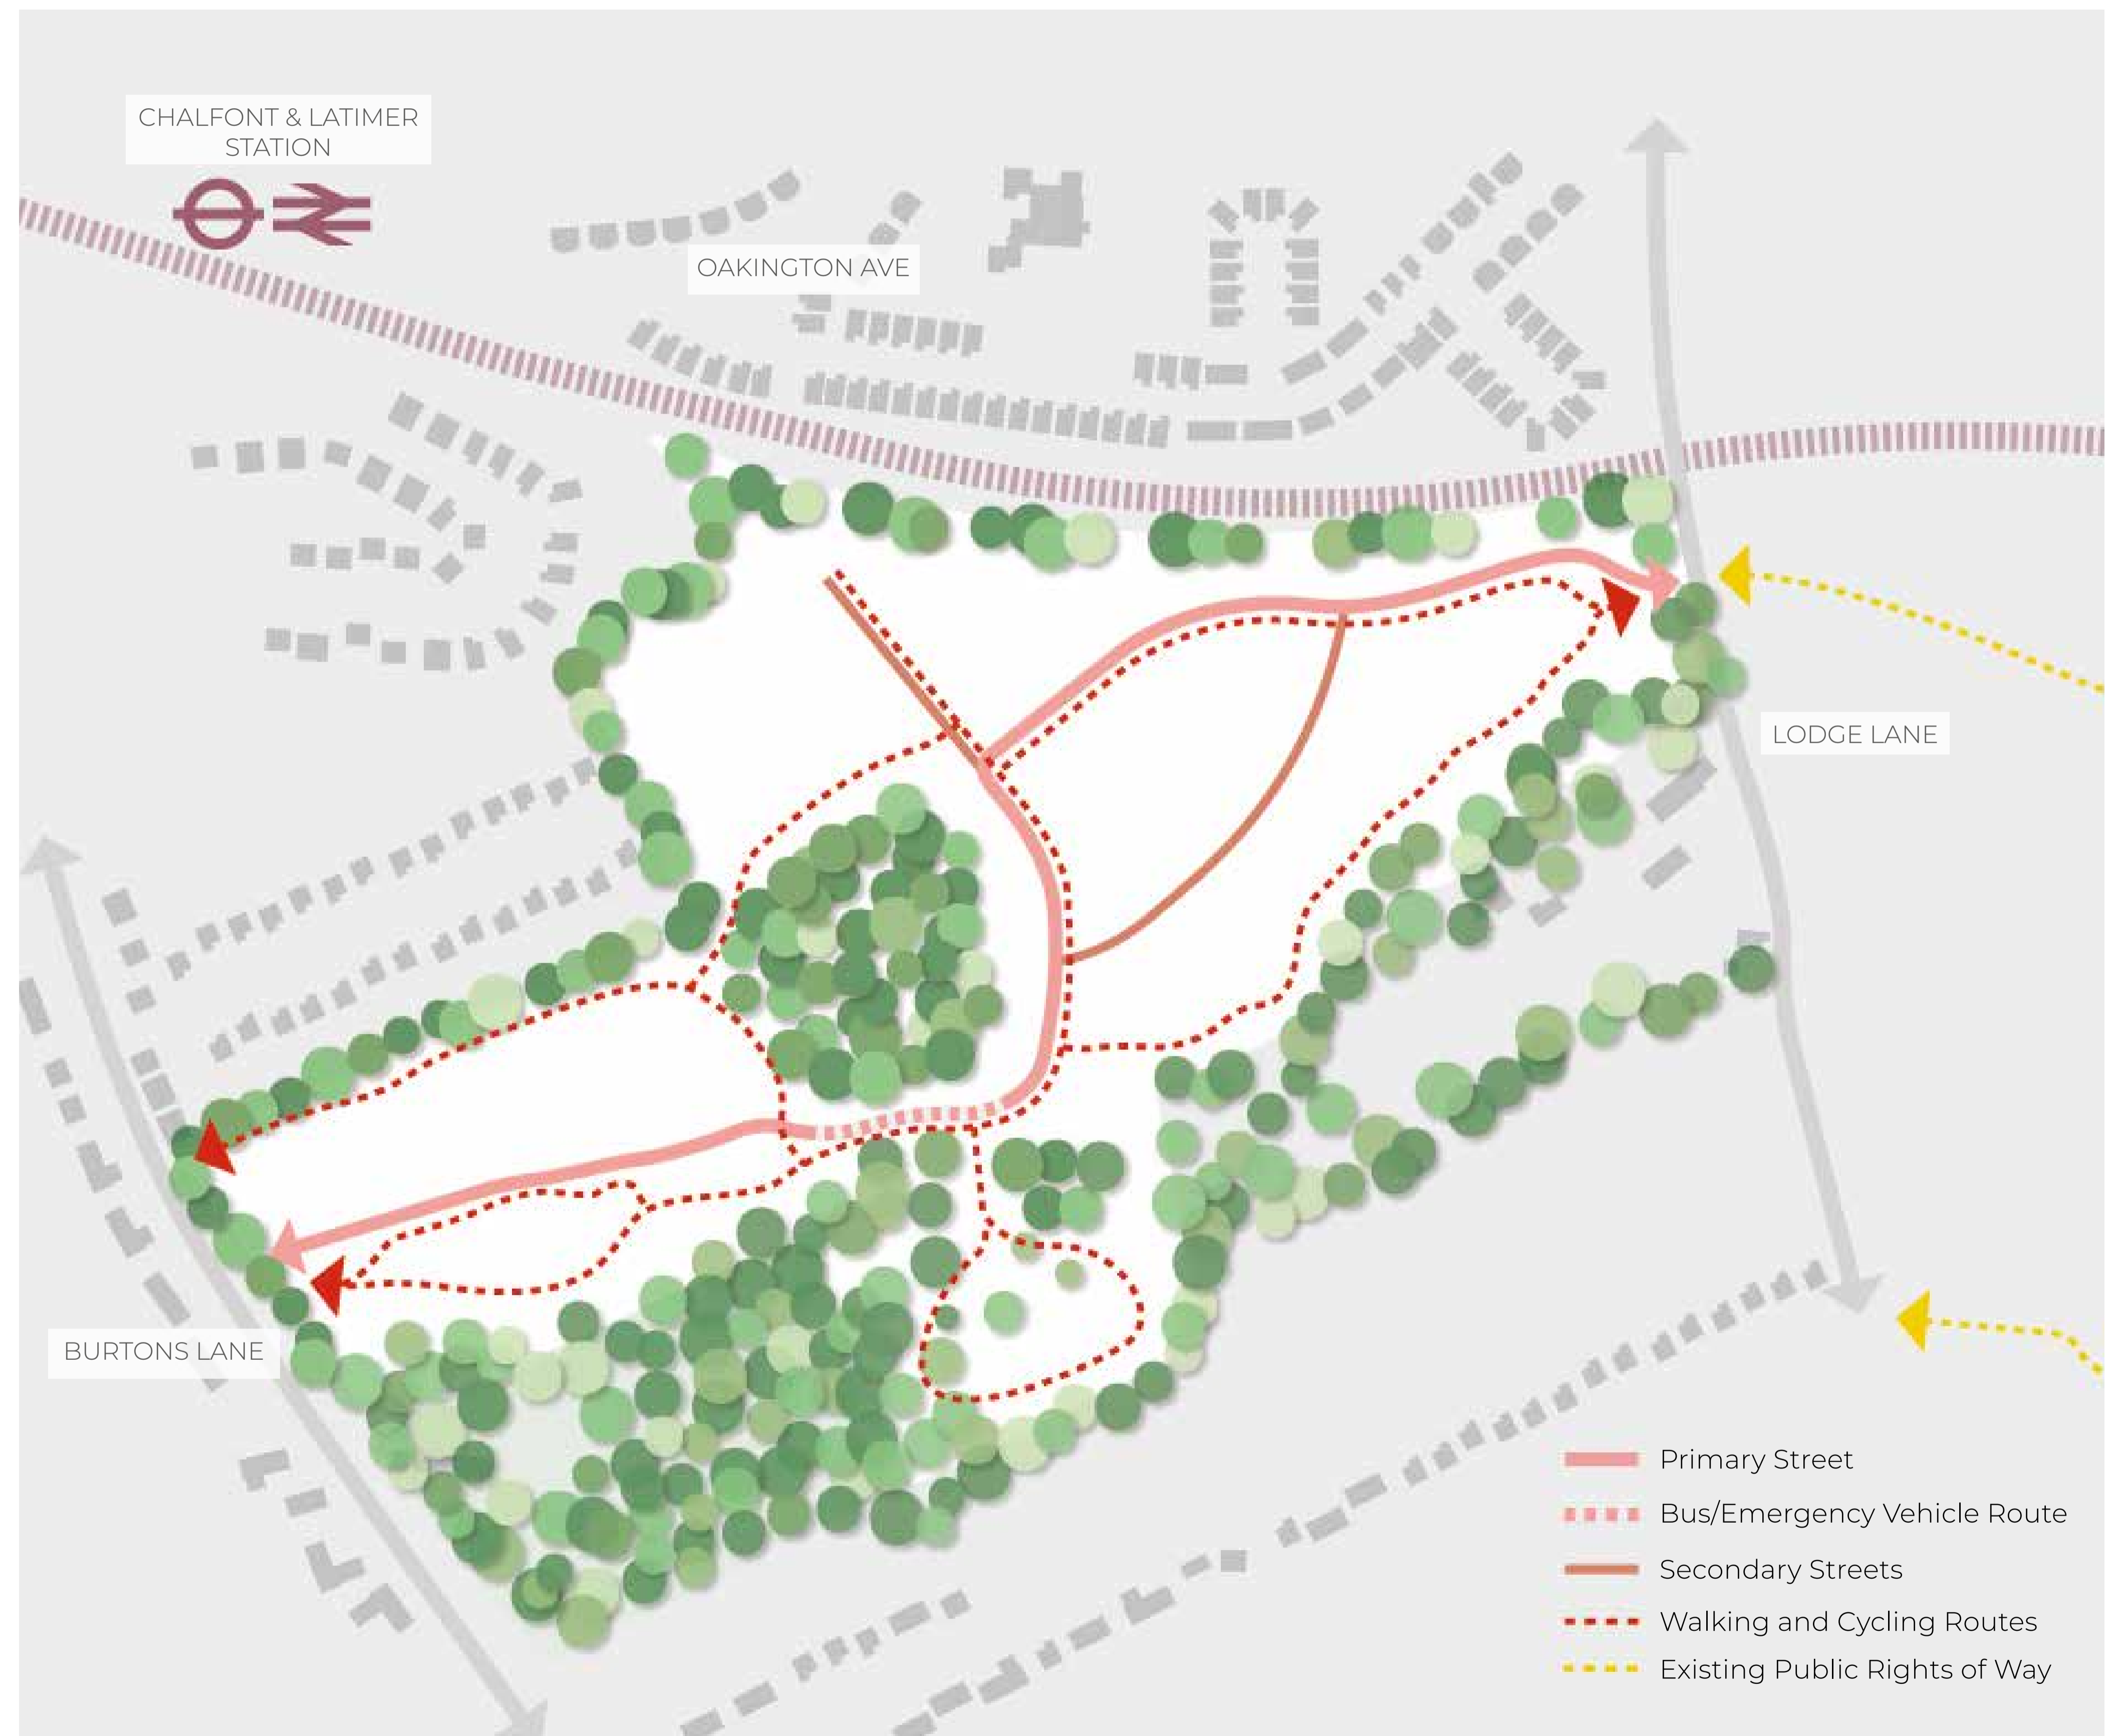 CHALFONT & LATIMER
STATION
OAKINGTON AVE
LODGE LANE
BURTONS LANE
Primary Street
Bus/Emergency Vehicle Route
Secondary Streets
Walking and Cycling Routes
Existing Public Rights of Way